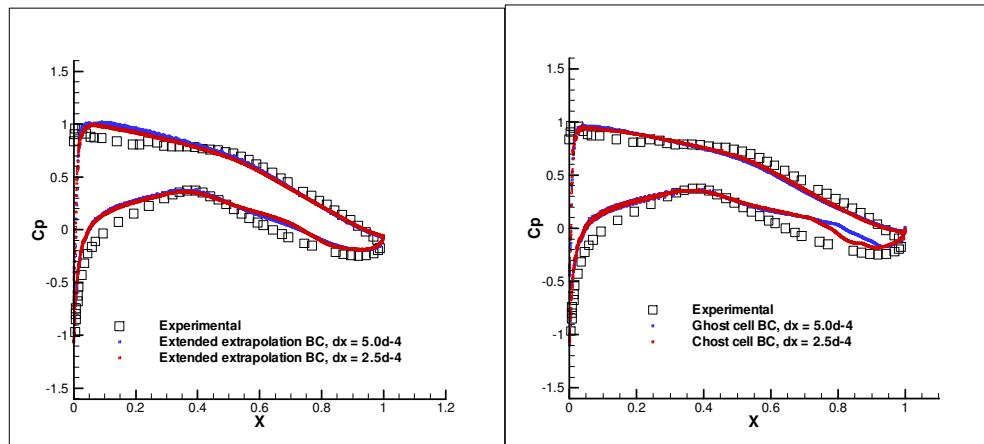 1.5
1
0.5
0
-0.5
-1
-1.5
Cp
0
0.2
0.4
0.6
0.8
1
1.2
X
Experimental
Extended extrapolation BC, dx = 5.0d-4
Extended extrapolation BC, dx = 2.5d-4
1.5
1
0.5
0
-0.5
-1
-1.5
Cp
0
0.2
0.4
0.6
0.8
1
X
Experimental
Ghost cell BC, dx = 5.0d-4
Chost cell BC, dx = 2.5d-4